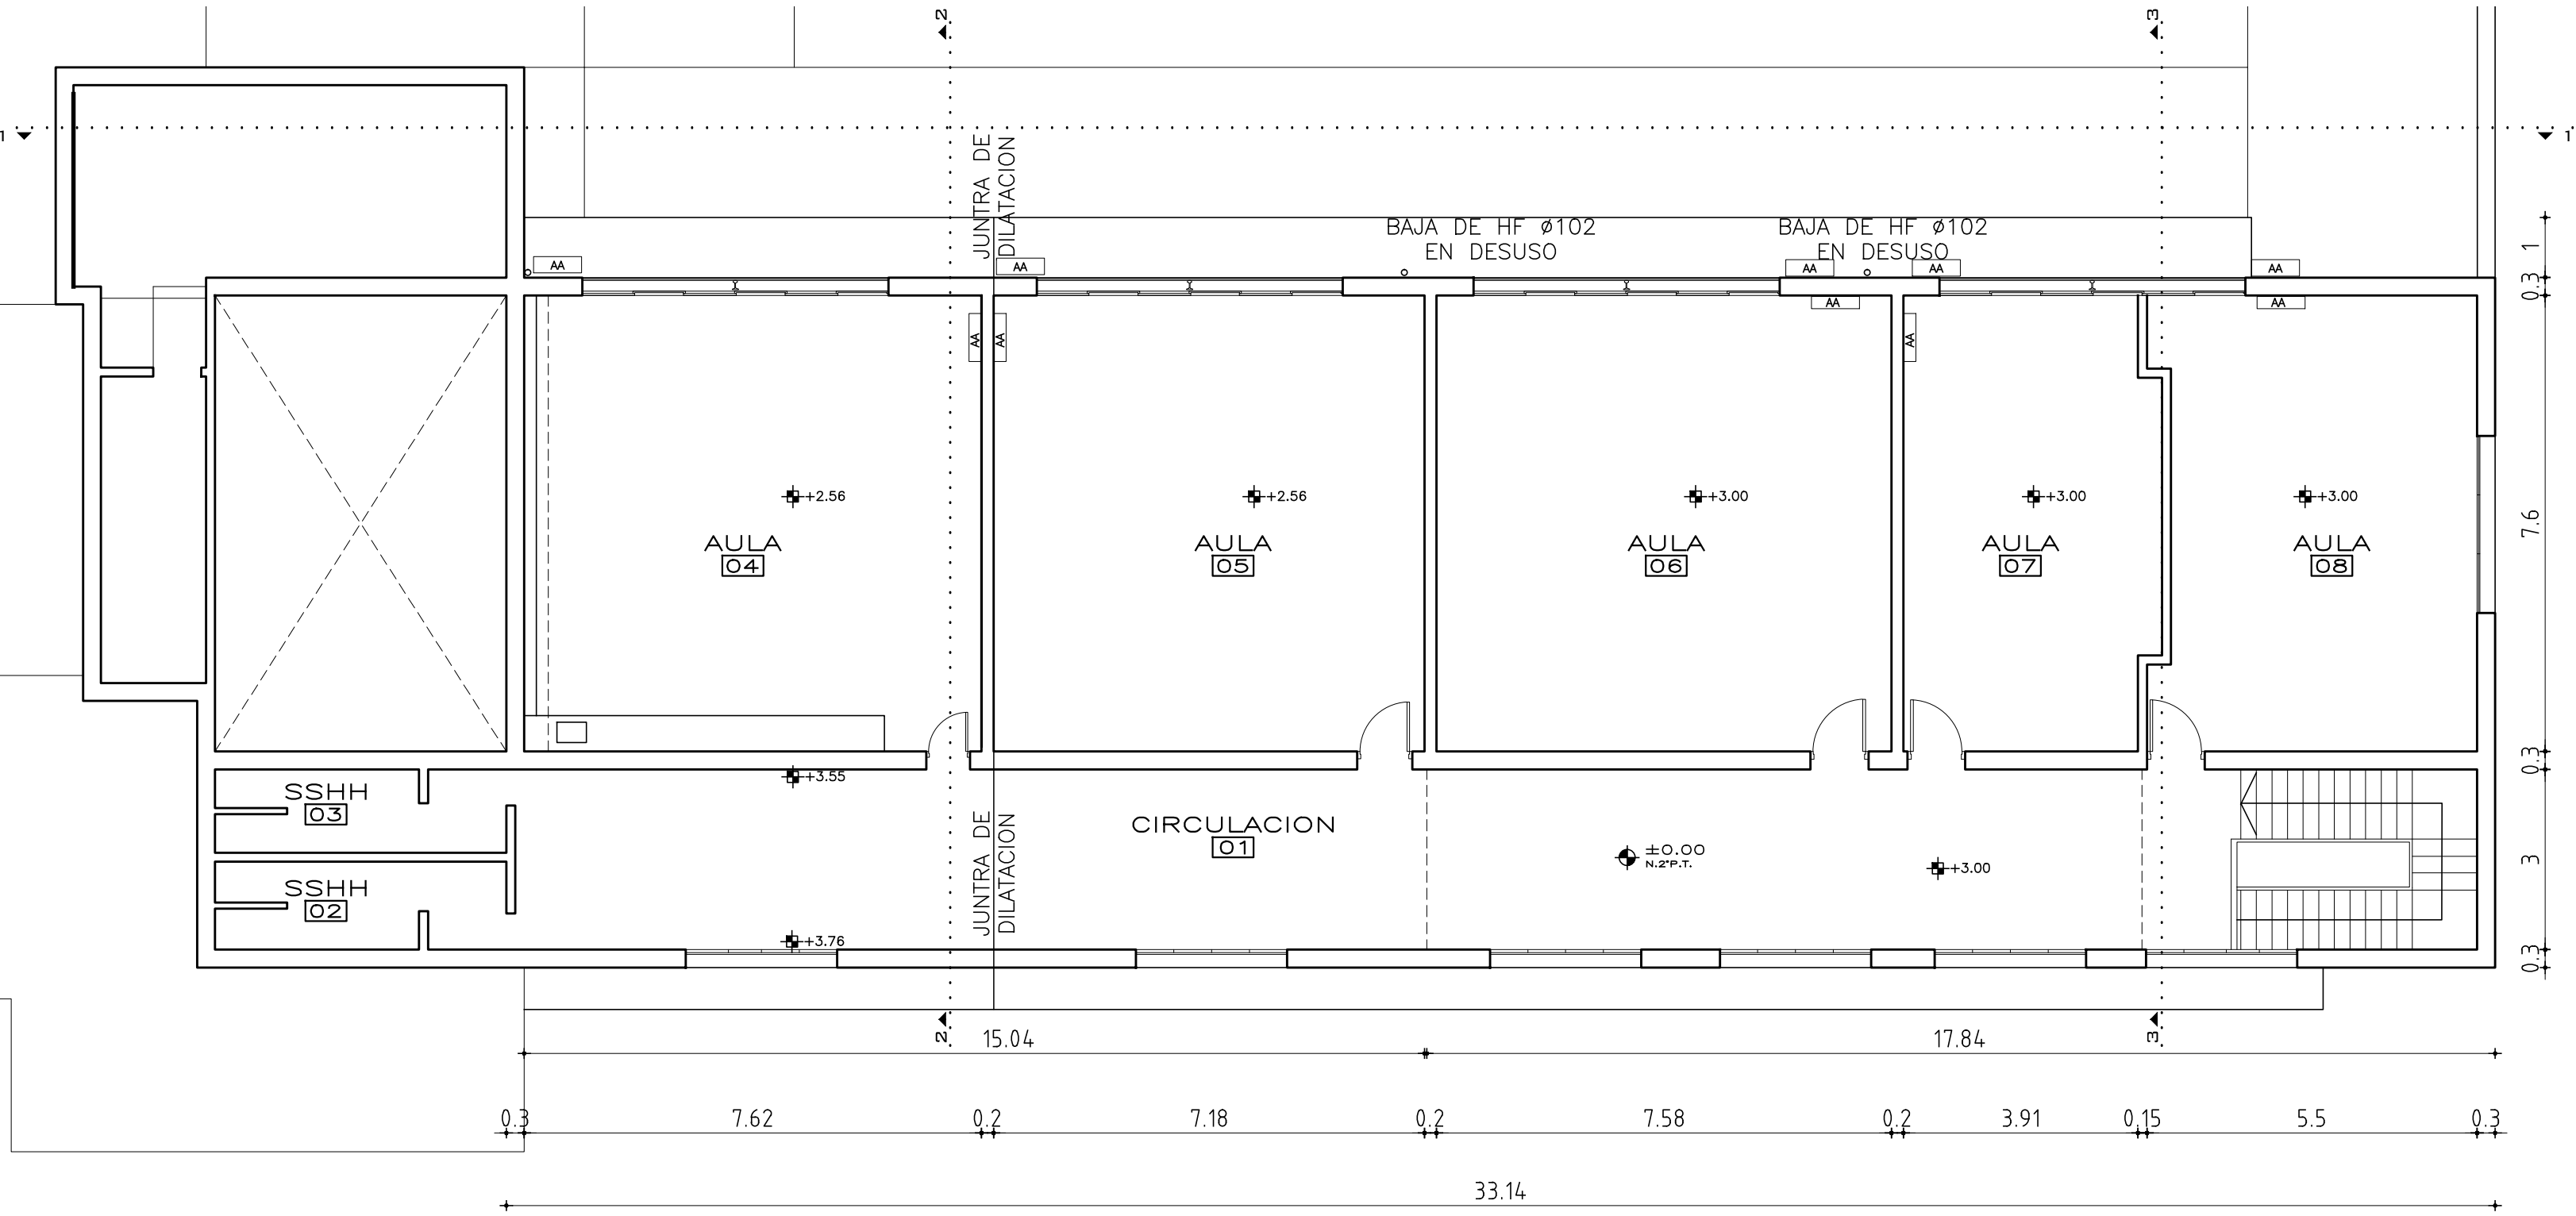 2
3
1
1
JUNTRA DE
DILATACION
BAJA DE HF ø102
EN DESUSO
BAJA DE HF ø102
EN DESUSO
AA
AA
AA
AA
AA
AA
AA
AA
AA
AA
1
0.3
7.6
0.3
3
0.3
+2.56
+2.56
+3.00
+3.00
+3.00
AULA
04
AULA
05
AULA
06
AULA
07
AULA
08
+3.55
SSHH
03
SSHH
02
JUNTRA DE
DILATACION
CIRCULACION
01
±0.00
N.2°P.T.
+3.00
+3.76
2
3
15.04
17.84
0.3
7.62
0.2
7.18
0.2
7.58
0.2
3.91
0.15
5.5
0.3
33.14